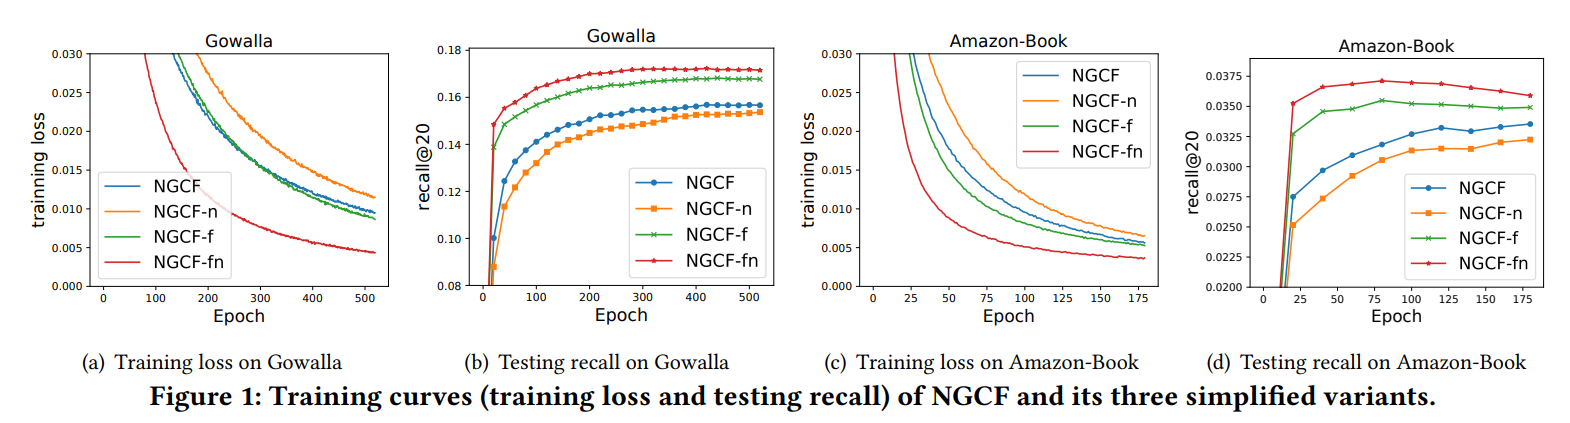 Gowalla
0.030
0.025
0.020
0.015
0.010
0.005
0.000
trainning loss
NGCF
NGCF-n
NGCF-f
NGCF-fn
0 100 200 300 400 500
Epoch
(a) Training loss on Gowalla
Gowalla
0.18
0.16
0.14
0.12
0.10
0.08
recall@20
NGCF
NGCF-n
NGCF-f
NGCF-fn
0 100 200 300 400 500
Epoch
(b) Testing recall on Gowalla
Amazon-Book
0.030
0.025
0.020
0.015
0.010
0.005
0.000
trainning loss
NGCF
NGCF-n
NGCF-f
NGCF-fn
0 25 50 75 100 125 150 175
Epoch
(c) Training loss on Amazon-Book
Amazon-Book
0.0375
0.0350
0.0325
0.0300
0.0275
0.0250
0.0225
0.0200
recall@20
NGCF
NGCF-n
NGCF-f
NGCF-fn
0 25 50 75 100 125 150 175
Epoch
(d) Testing recall on Amazon-Book
Figure 1: Training curves (training loss and testing recall) of NGCF and its three simplified variants.